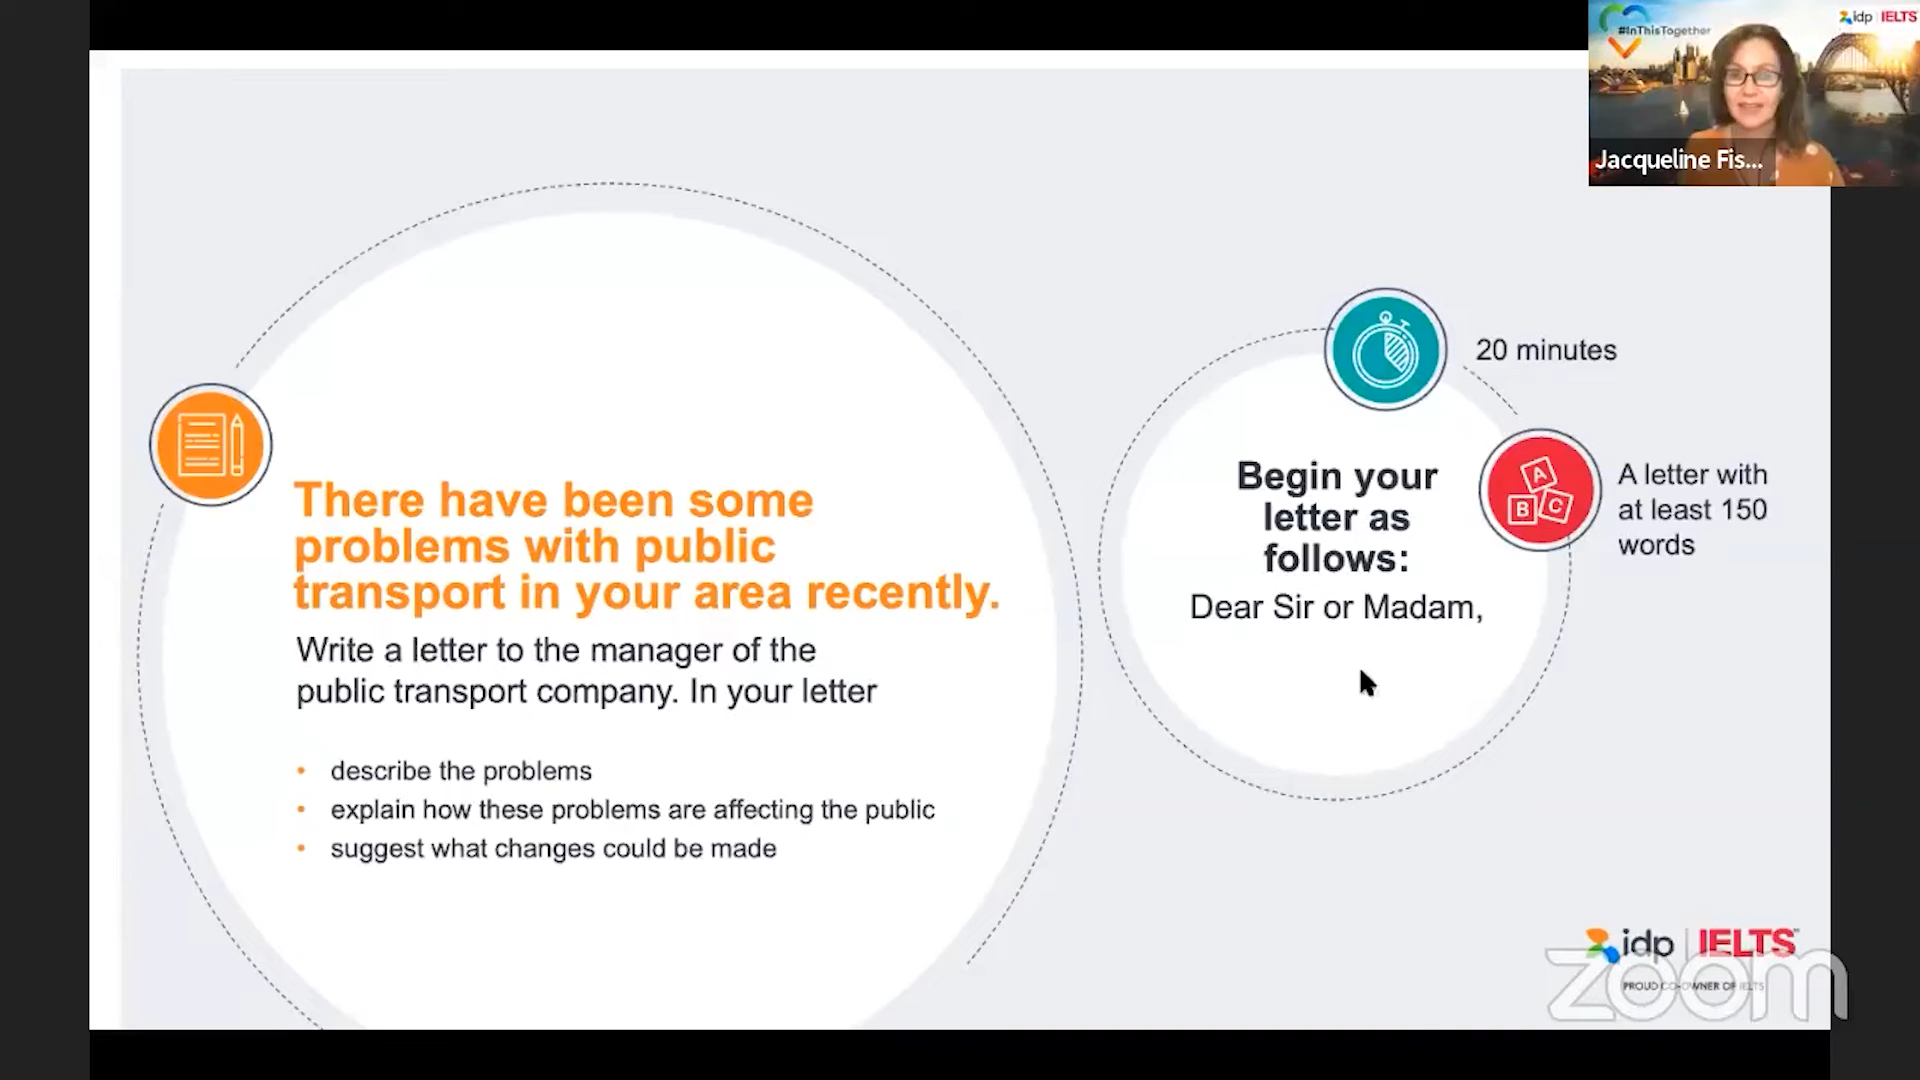 #InThisTogether
idp IELTS
Jacqueline Fis...
20 minutes
A letter with
at least 150
words
A
B C
Begin your
letter as
follows:
Dear Sir or Madam,
There have been some
problems with public
transport in your area recently.
Write a letter to the manager of the
public transport company. In your letter
• describe the problems
• explain how these problems are affecting the public
• suggest what changes could be made
idp IELTS™
PROUD CO-OWNER OF IELTS
zoom